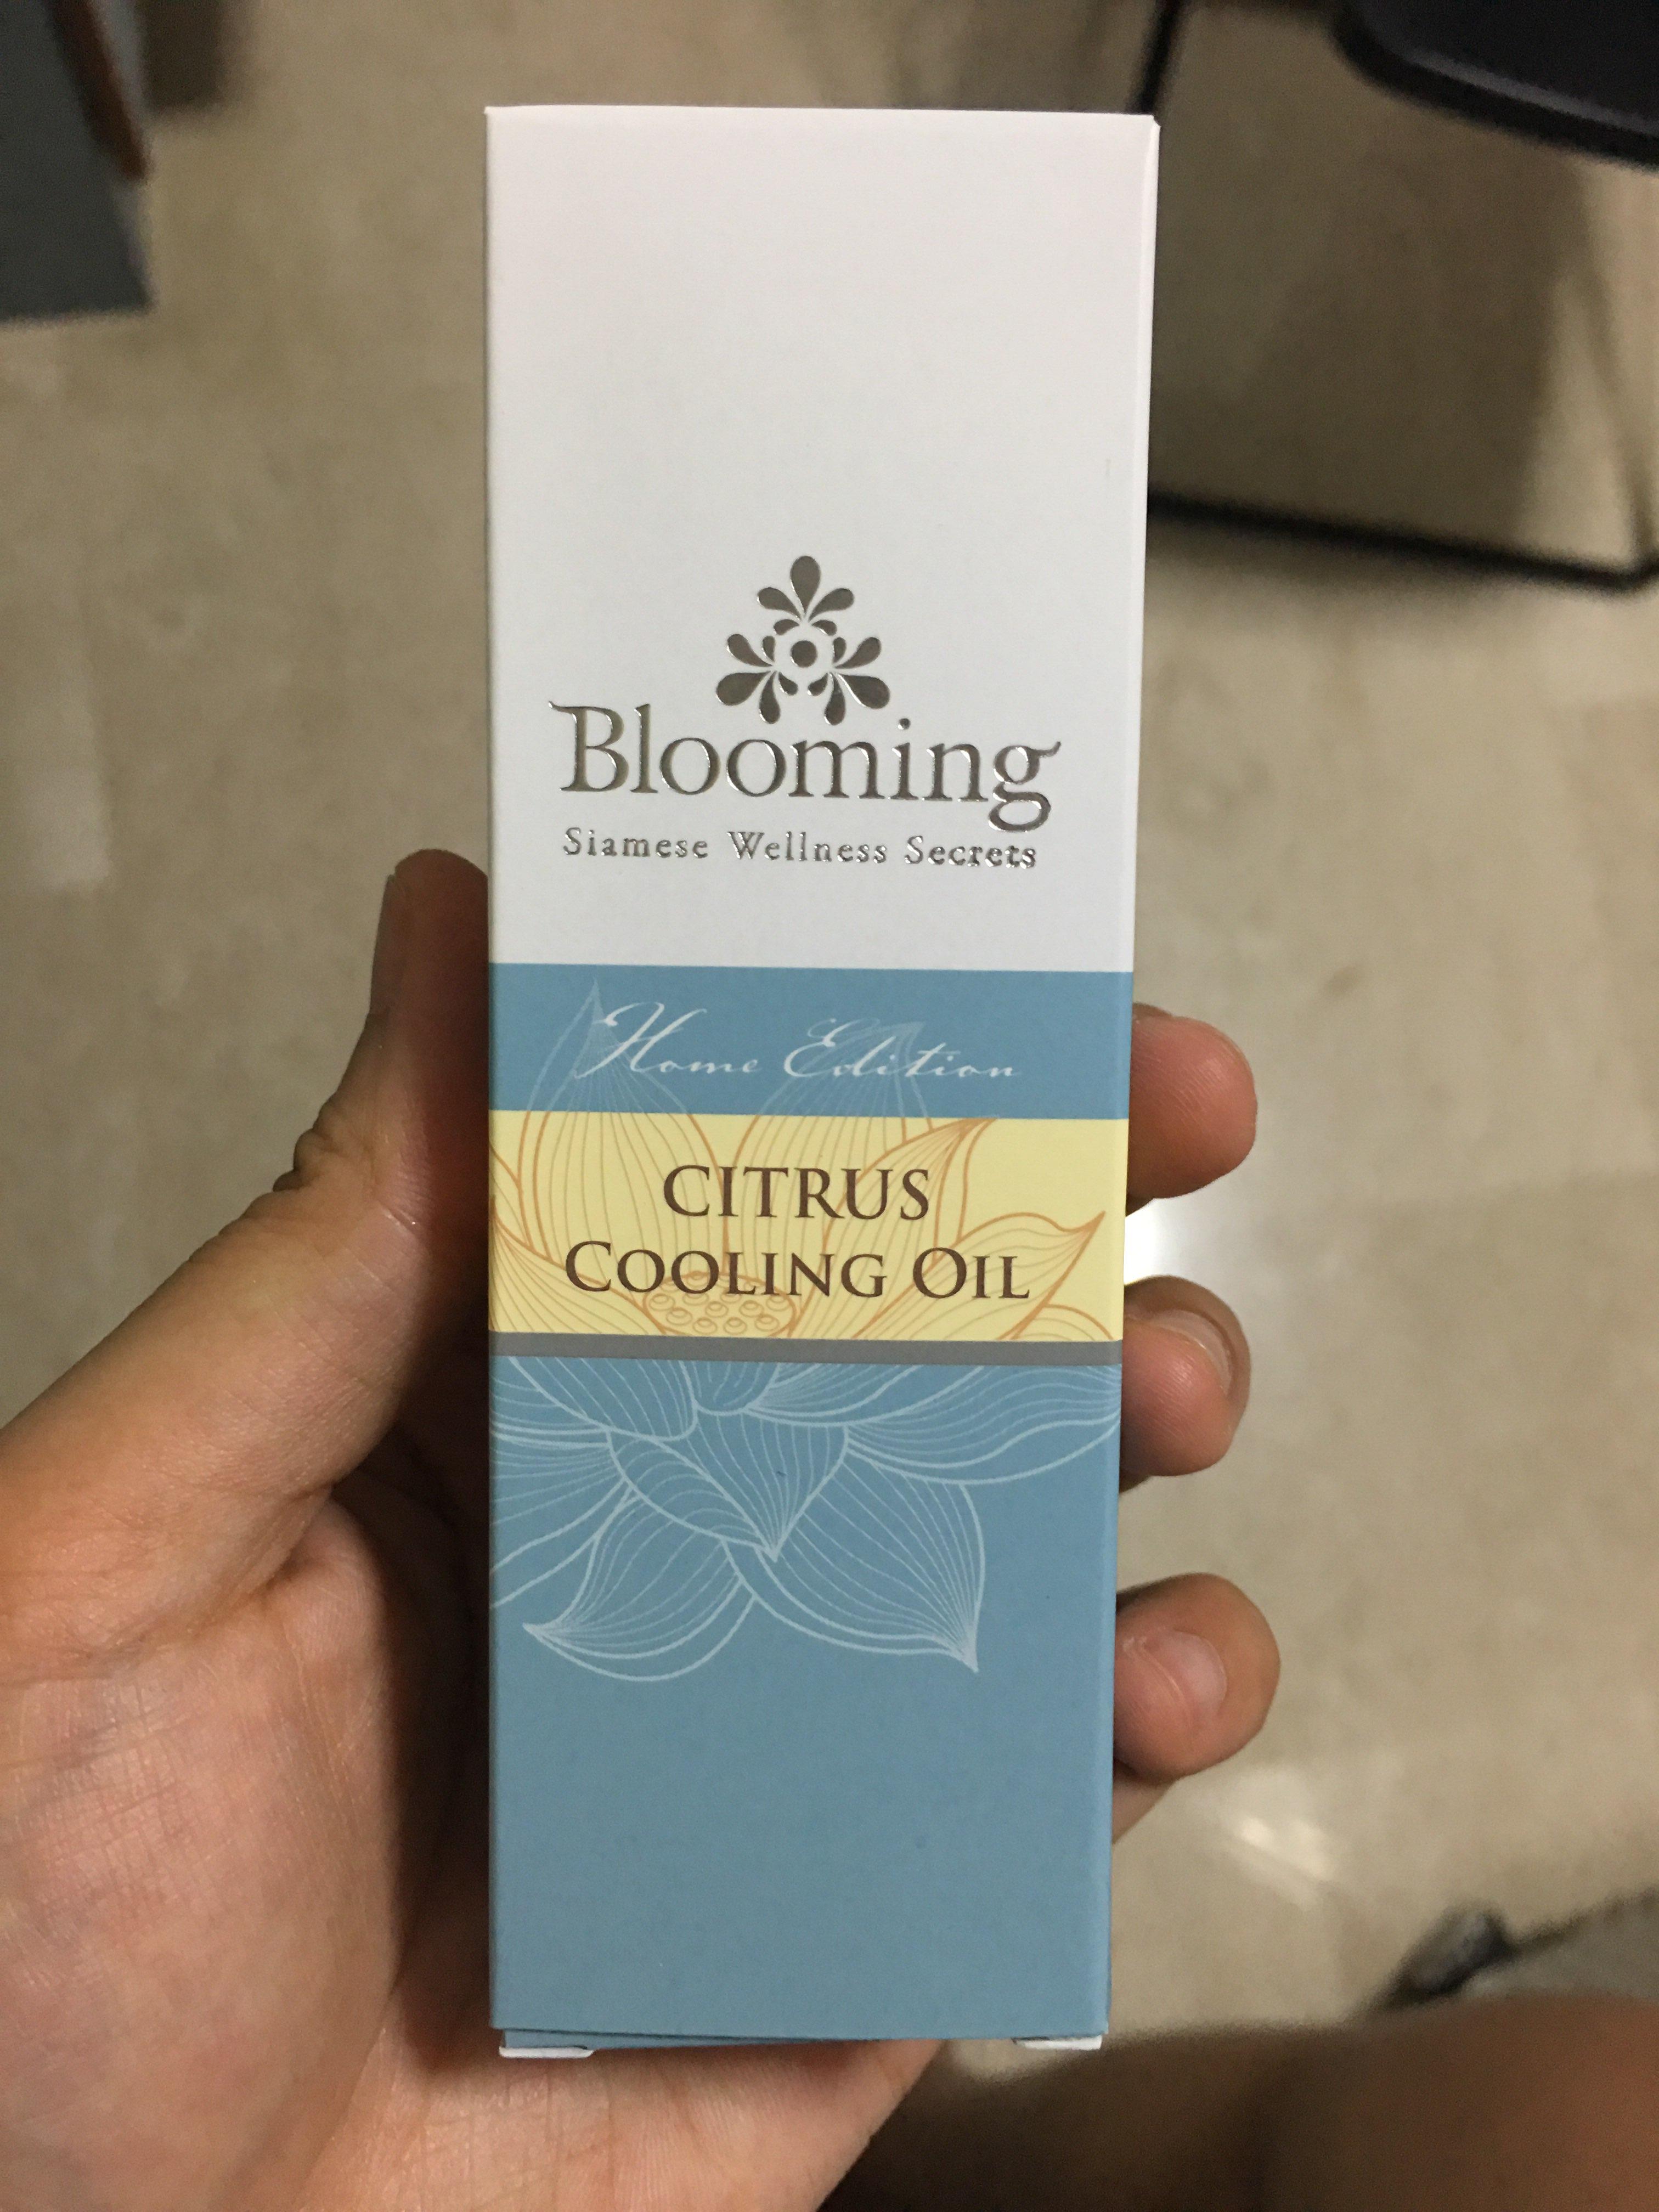 Blooming
Siamese Wellness Secrets
Home Edition
CITRUS
COOLING OIL